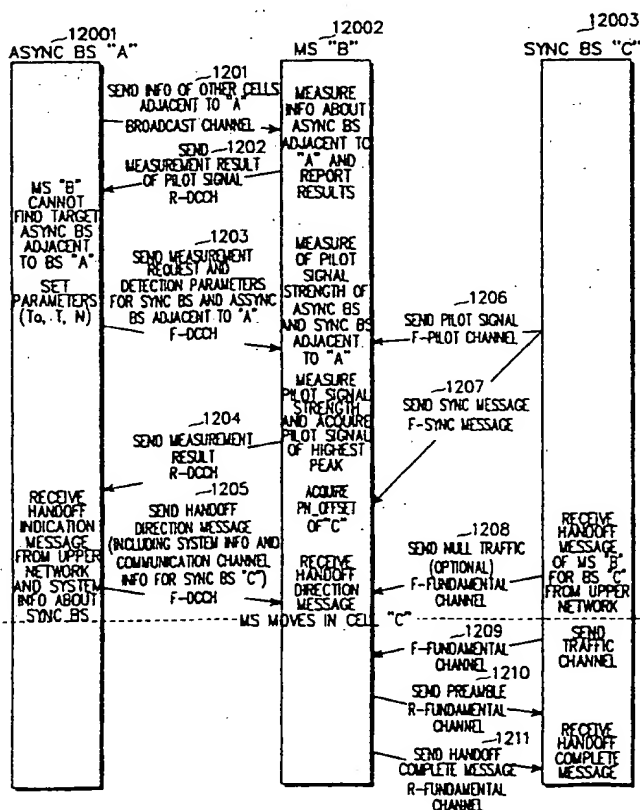 12001
ASYNC BS "A"
12002
MS "B"
12003
SYNC BS "C"
1201
SEND INFO OF OTHER CELLS
ADJACENT TO "A"
BROADCAST CHANNEL
MEASURE
INFO ABOUT
ASYNC BS
ADJACENT TO
"A" AND
REPORT
RESULTS
SEND 1202
MEASUREMENT RESULT
OF PILOT SIGNAL
R-DCCH
MS "B"
CANNOT
FIND TARGET
ASYNC BS
ADJACENT
TO BS "A".
SET
PARAMETERS
(To, T, N)
1203
SEND MEASUREMENT
REQUEST AND
DETECTION PARAMETERS
FOR SYNC BS AND ASSYNC
BS ADJACENT TO "A".
F-DCCH
MEASURE
OF PILOT
SIGNAL
STRENGTH OF
ASYNC BS
AND SYNC BS
ADJACENT
TO "A"
1206
SEND PILOT SIGNAL
F-PILOT CHANNEL
1207
SEND SYNC MESSAGE
F-SYNC MESSAGE
MEASURE
PILOT SIGNAL
STRENGTH
AND ACQUIRE
PILOT SIGNAL
OF HIGHEST
PEAK
1204
SEND MEASUREMENT
RESULT
R-DCCH
ACQUIRE
PN_OFFSET
OF "C"
RECEIVE
HANDOFF
INDICATION
MESSAGE
FROM UPPER
NETWORK
AND SYSTEM
INFO ABOUT
SYNC BS
1205
SEND HANDOFF
DIRECTION MESSAGE
(INCLUDING SYSTEM INFO AND
COMMUNICATION CHANNEL
INFO FOR SYNC BS "C")
F-DCCH
RECEIVE
HANDOFF
DIRECTION
MESSAGE
1208
SEND NULL TRAFFIC
(OPTIONAL)
F-FUNDAMENTAL
CHANNEL
RECEIVE
HANDOFF
MESSAGE
OF MS "B"
FOR BS "C"
FROM UPPER
NETWORK
MS MOVES IN CELL "C"
1209
F-FUNDAMENTAL
CHANNEL
SEND
TRAFFIC
CHANNEL
1210
SEND PREAMBLE
R-FUNDAMENTAL
CHANNEL
1211
SEND HANDOFF
COMPLETE MESSAGE
R-FUNDAMENTAL
CHANNEL
RECEIVE
HANDOFF
COMPLETE
MESSAGE